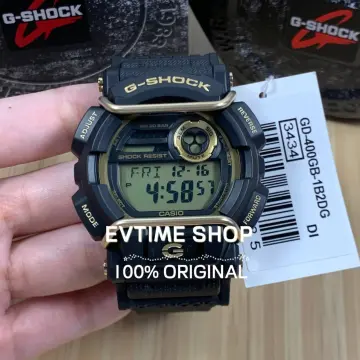 G-SHOCK
G-SHOCK
G-SHOCK
ADJUST
REVERSE
MODE
FORWARD
SHOCK RESIST
FRI 12-16
4:58 57
CASIO
G
GD-400GB-1B2DG
3434
DI
EVTIME SHOP
100% ORIGINAL